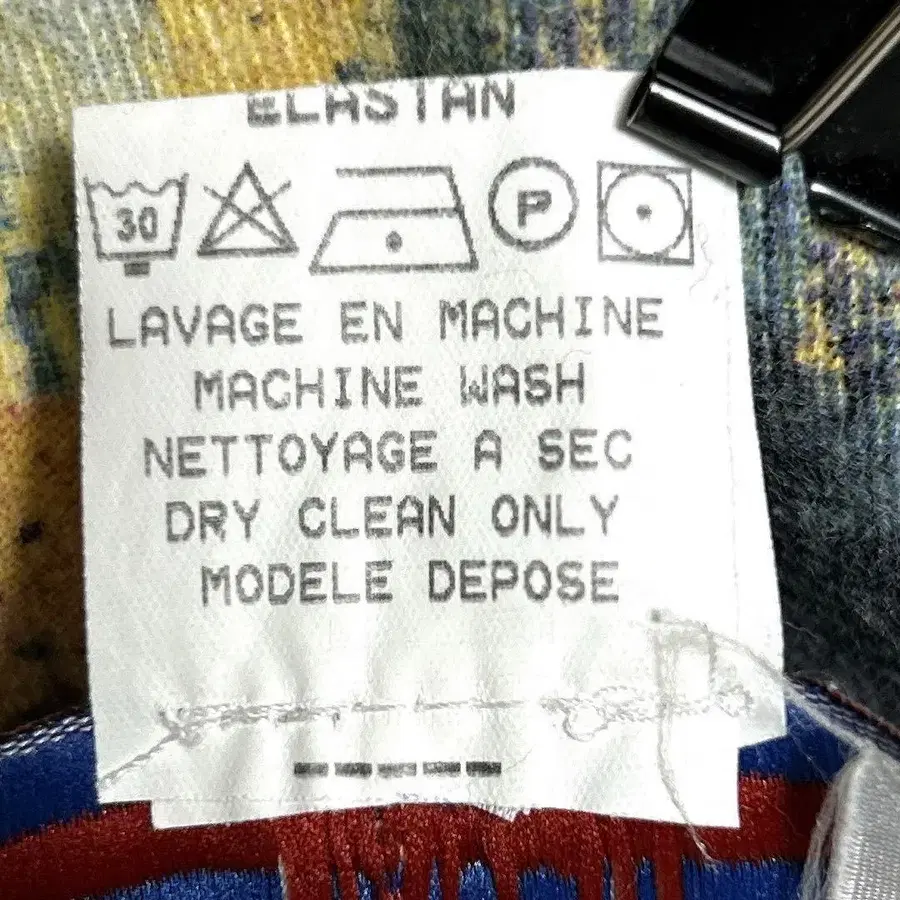 ELASTAN
30 P
LAVAGE EN MACHINE
MACHINE WASH
NETTOYAGE A SEC
DRY CLEAN ONLY
MODELE DEPOSE